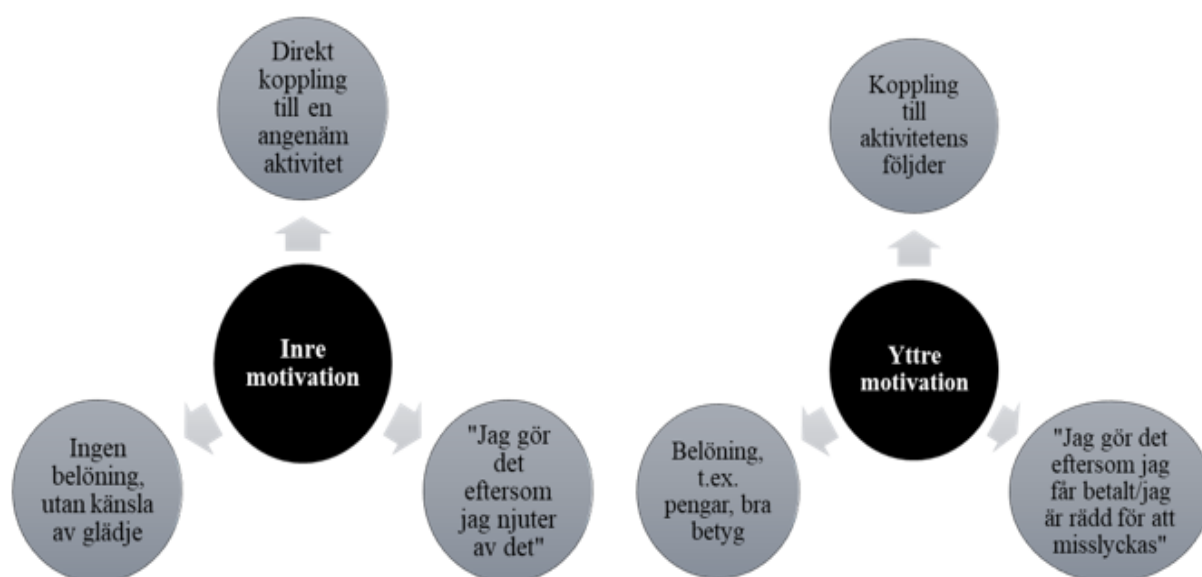 Direkt
koppling
till en
angenäm
aktivitet
Inre
motivation
Ingen
belöning,
utan känsla
av glädje
"Jag gör
det
eftersom
jag njuter
av det"
Koppling
till
aktivitetens
följder
Yttre
motivation
Belöning,
t.ex.
pengar, bra
betyg
"Jag gör det
eftersom jag
får betalt/jag
är rädd för att
misslyckas"